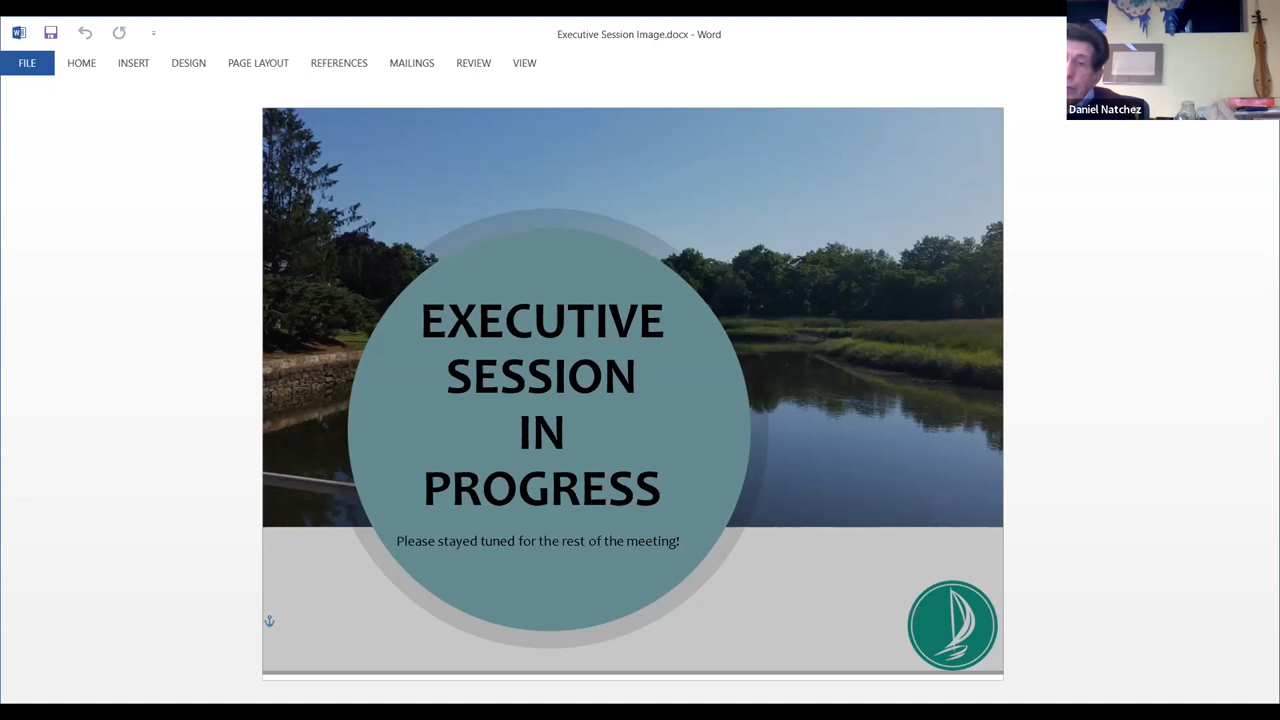 Executive Session Image.docx - Word
FILE
HOME
INSERT
DESIGN
PAGE LAYOUT
REFERENCES
MAILINGS
REVIEW
VIEW
Daniel Natchez
EXECUTIVE
SESSION
IN
PROGRESS
Please stayed tuned for the rest of the meeting!